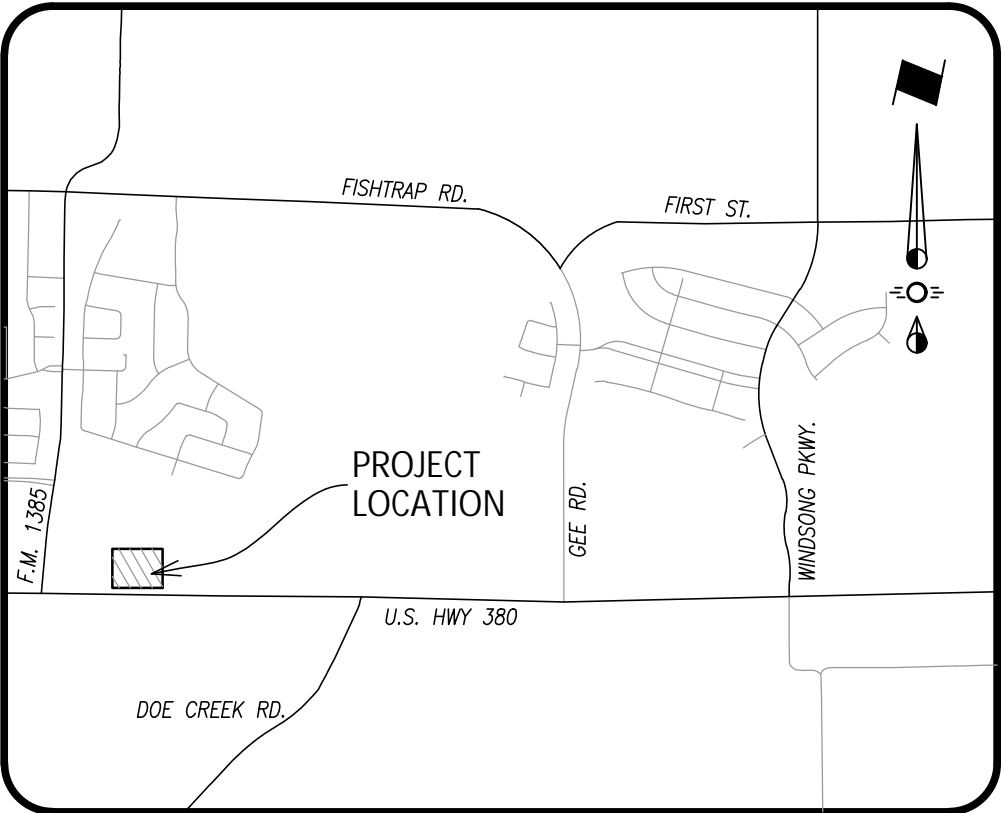 FISHTRAP RD.
FIRST ST.
PROJECT
LOCATION
F.M. 1385
GEE RD.
WINDSONG PKWY.
U.S. HWY 380
DOE CREEK RD.